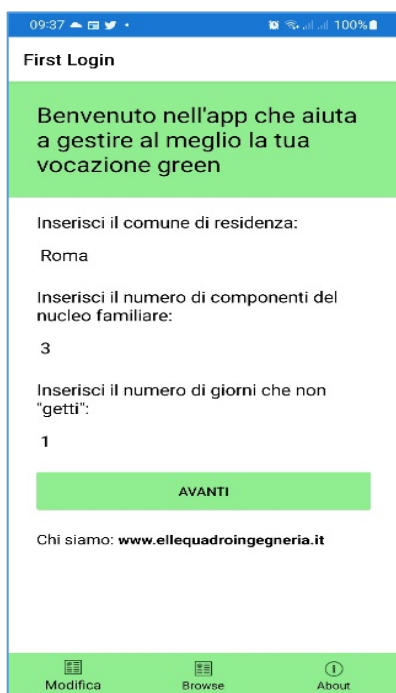 09:37
100%
First Login
Benvenuto nell'app che aiuta
a gestire al meglio la tua
vocazione green
Inserisci il comune di residenza:
Roma
Inserisci il numero di componenti del
nucleo familiare:
3
Inserisci il numero di giorni che non
"getti":
1
AVANTI
Chi siamo: www.ellequadroingegneria.it
Modifica
Browse
About